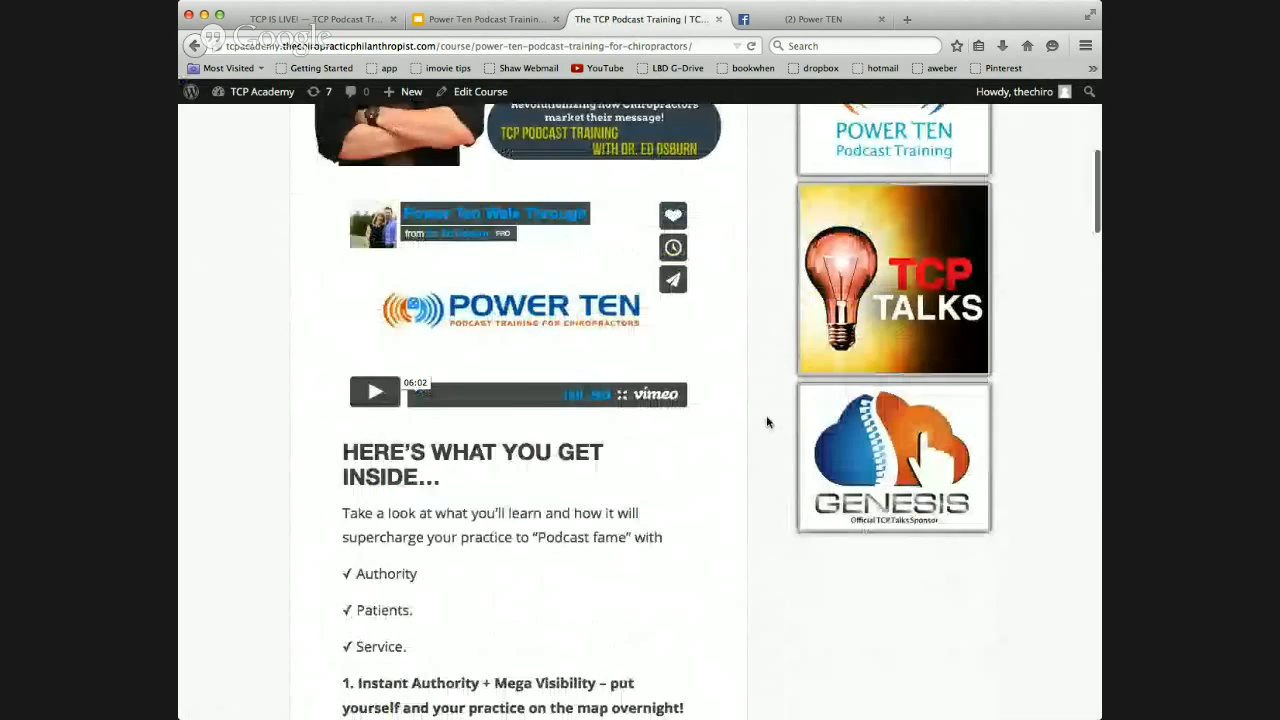 TCP IS LIVE! — TCP Podcast Tr...
Power Ten Podcast Trainin...
The TCP Podcast Training | TC...
(2) Power TEN
Google
tcpacademy.thechiropracticphilanthropist.com/course/power-ten-podcast-training-for-chiropractors/
Search
Most Visited
Getting Started
app
imovie tips
Shaw Webmail
YouTube
LBD G-Drive
bookwhen
dropbox
hotmail
aweber
Pinterest
TCP Academy
7
0
New
Edit Course
Howdy, thechiro
Revolutionizing how Chiropractors
market their message!
TCP PODCAST TRAINING
WITH DR. ED OSBURN
POWER TEN
Podcast Training
Power Ten Walk Through
from
PRO
POWER TEN
PODCAST TRAINING FOR CHIROPRACTORS
06:02
vimeo
TCP
TALKS
GENESIS
Official TCP Talks Sponsor
HERE'S WHAT YOU GET
INSIDE...
Take a look at what you'll learn and how it will
supercharge your practice to “Podcast fame” with
✓ Authority
✓ Patients.
✓ Service.
1. Instant Authority + Mega Visibility – put
yourself and your practice on the map overnight!